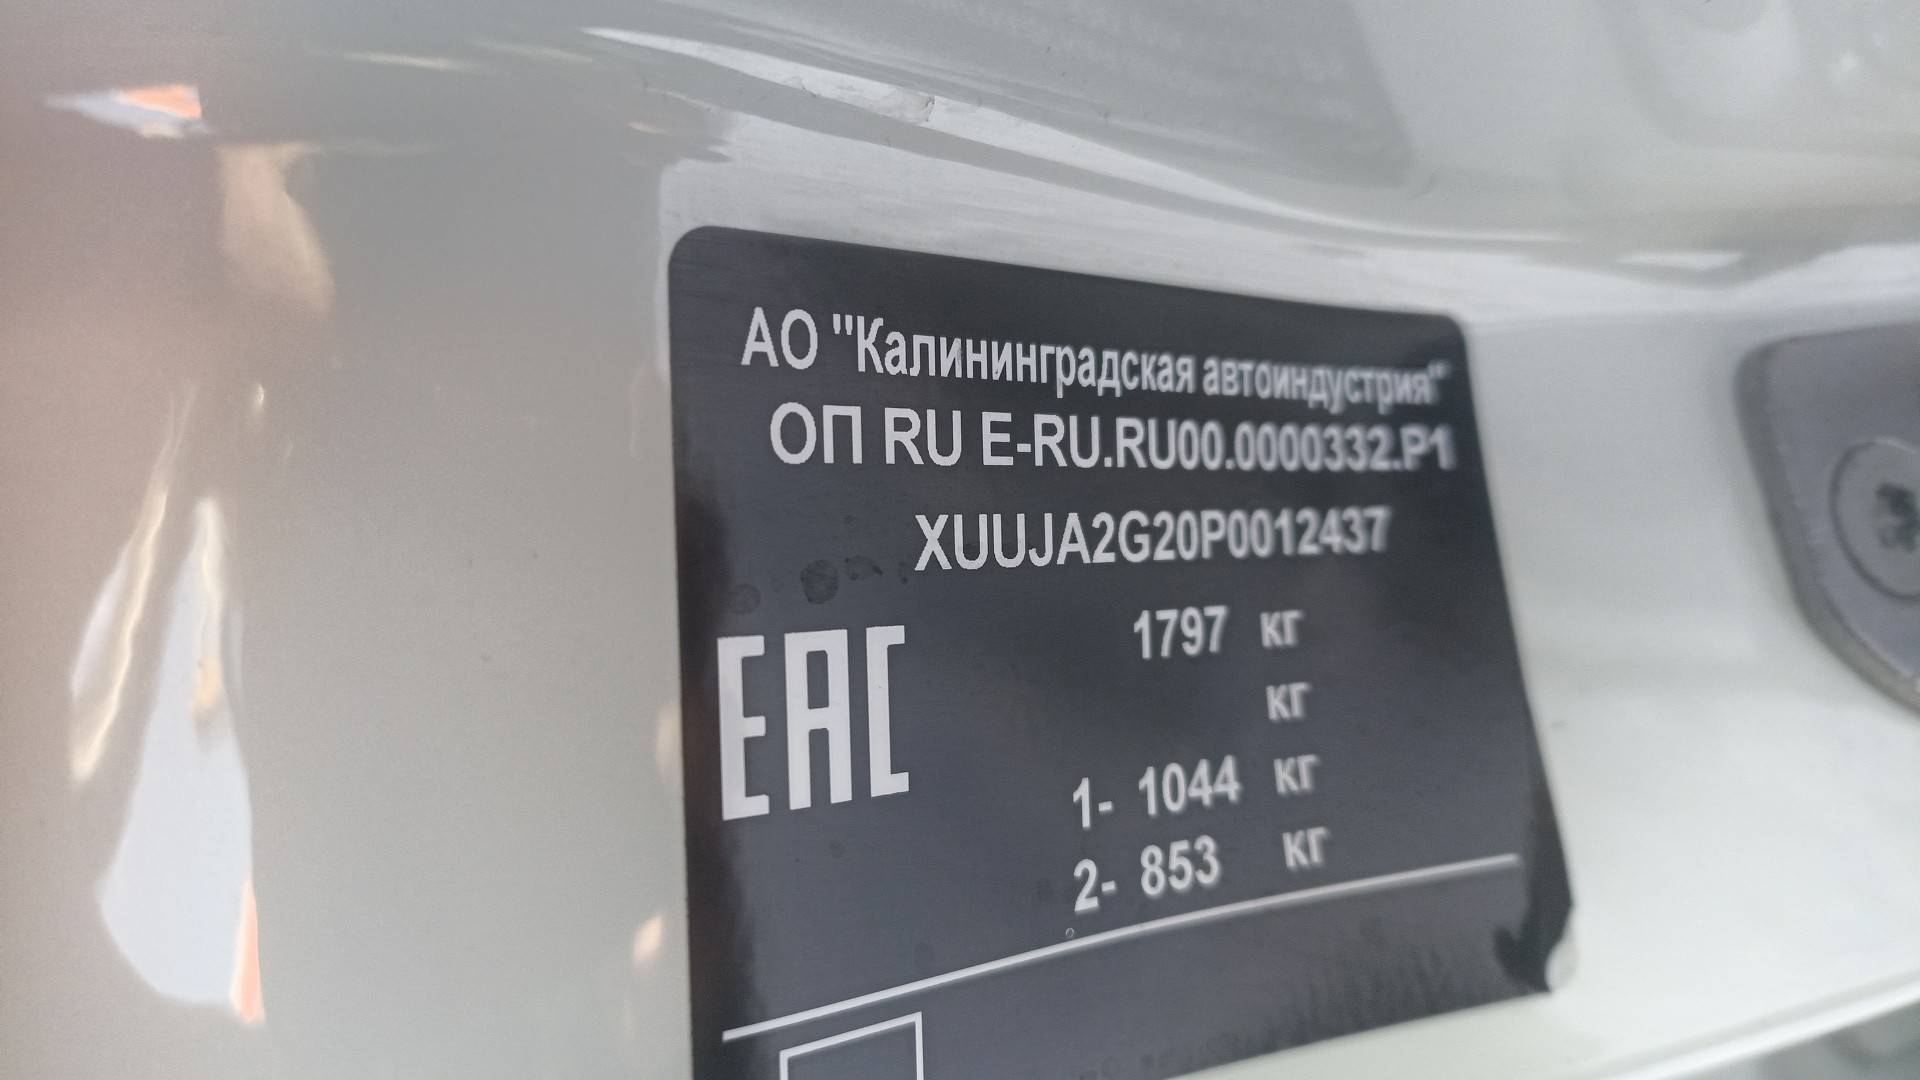 АО "Калининградская автоиндустрия"
ОП RU E-RU.RU00.0000332.P1
XUUJA2G20P0012437
1797 кг
кг
1- 1044 кг
2- 853 кг
EAC